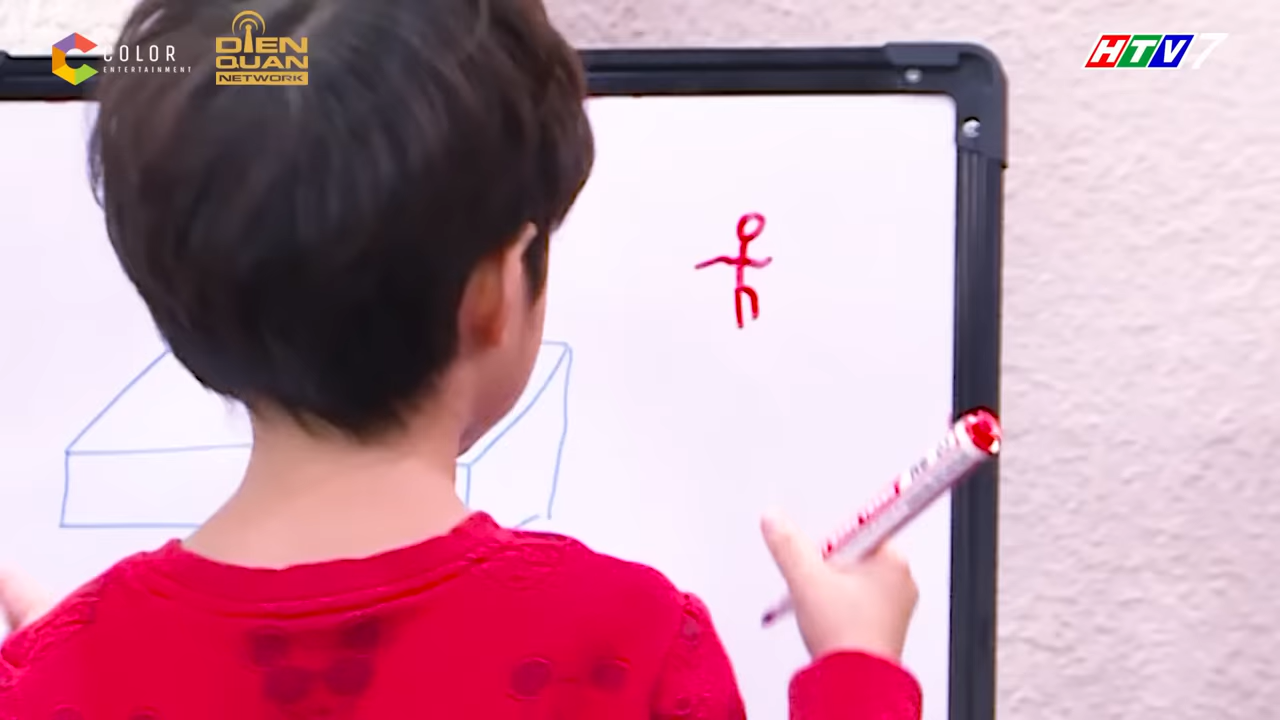 COLOR
ENTERTAINMENT
DIEN
QUAN
NETWORK
HTV7